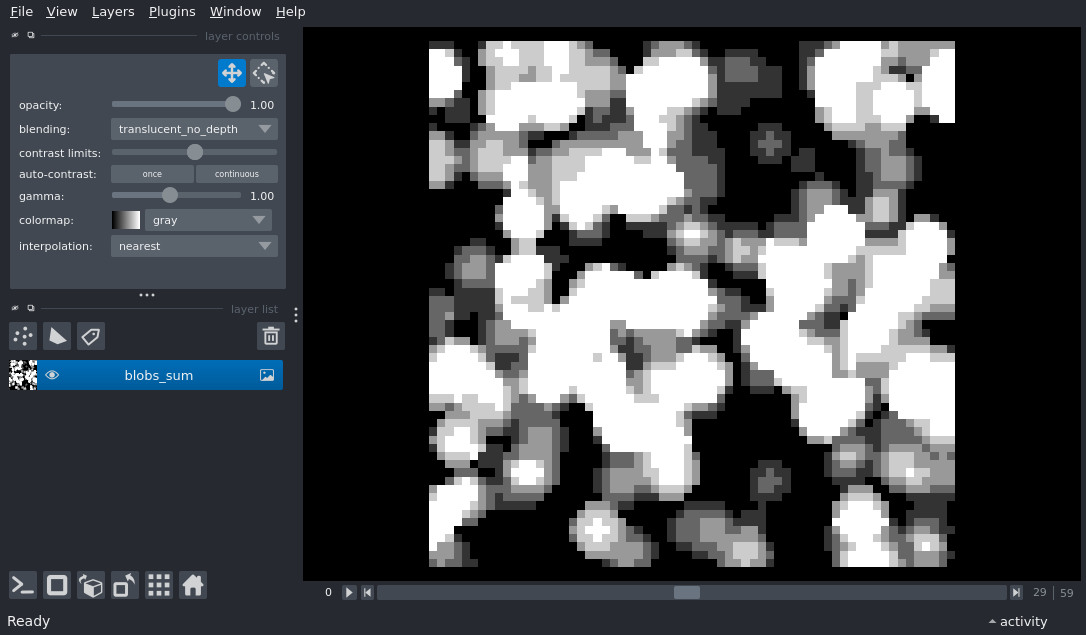 File View Layers Plugins Window Help
layer controls
opacity: 1.00
blending: translucent_no_depth
contrast limits:
auto-contrast: once continuous
gamma: 1.00
colormap: gray
interpolation: nearest
layer list
blobs_sum
0 29 59
Ready activity